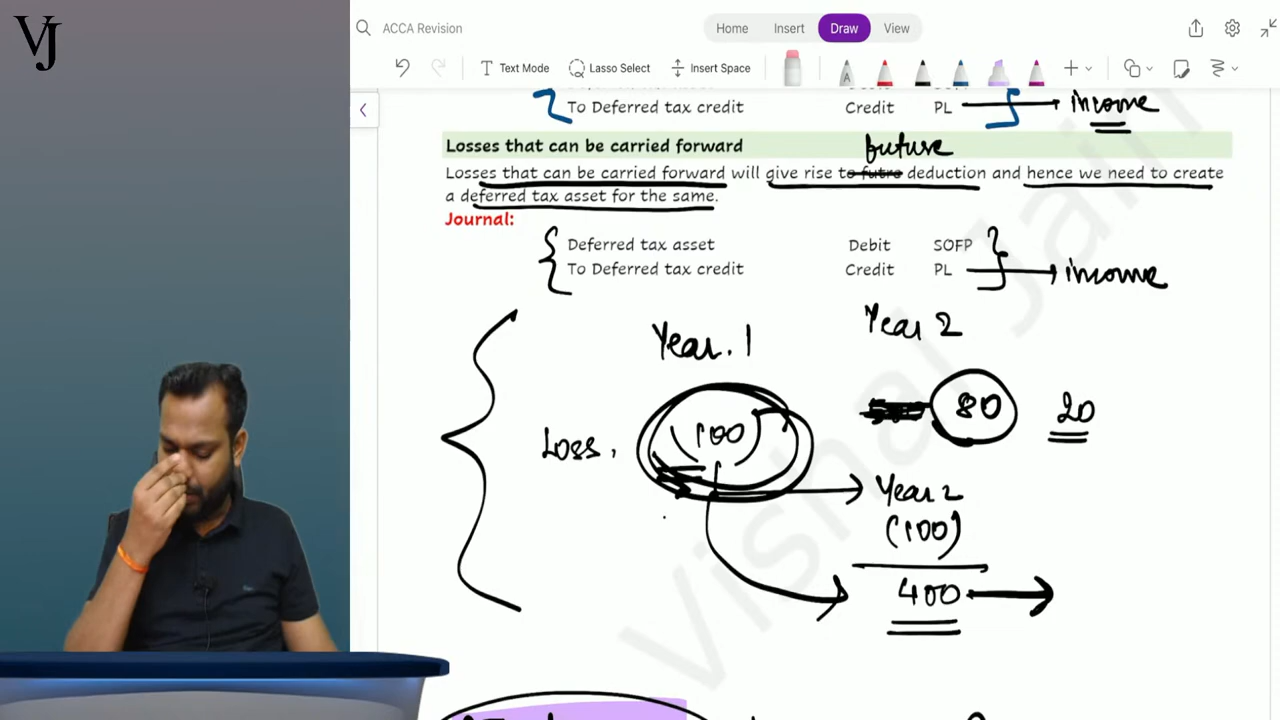 VJ
ACCA Revision
Home Insert Draw View
Text Mode Lasso Select Insert Space
To Deferred tax credit Credit PL income
Losses that can be carried forward
future
Losses that can be carried forward will give rise to futre deduction and hence we need to create
a deferred tax asset for the same.
Journal:
Deferred tax asset Debit SOFP
To Deferred tax credit Credit PL income
Year. 1 Year 2
Loss. (100) 80 20
Year 2
(100)
400
Vishal Jain